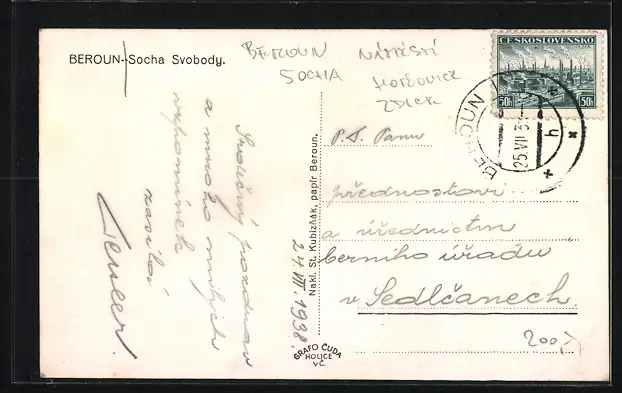 BEROUN--Socha Svobody.
BEROUN NÁMĚSTÍ
SOCHA HOŘOVICE
ZDICE
ČESKOSLOVENSKO
50h 50h
BEROUN
25.VII.3
h
Srdečný pozdrav
a mnoho milých
vzpomínek
zasílá
24.VII.1938.
Nakl. St. Kubizňák, papír Beroun.
GRAFO ČUDA
HOLICE
V Č.
P. T. Panu
přednostovi
a úřednictvu
berního úřadu
v Sedlčanech
200,-